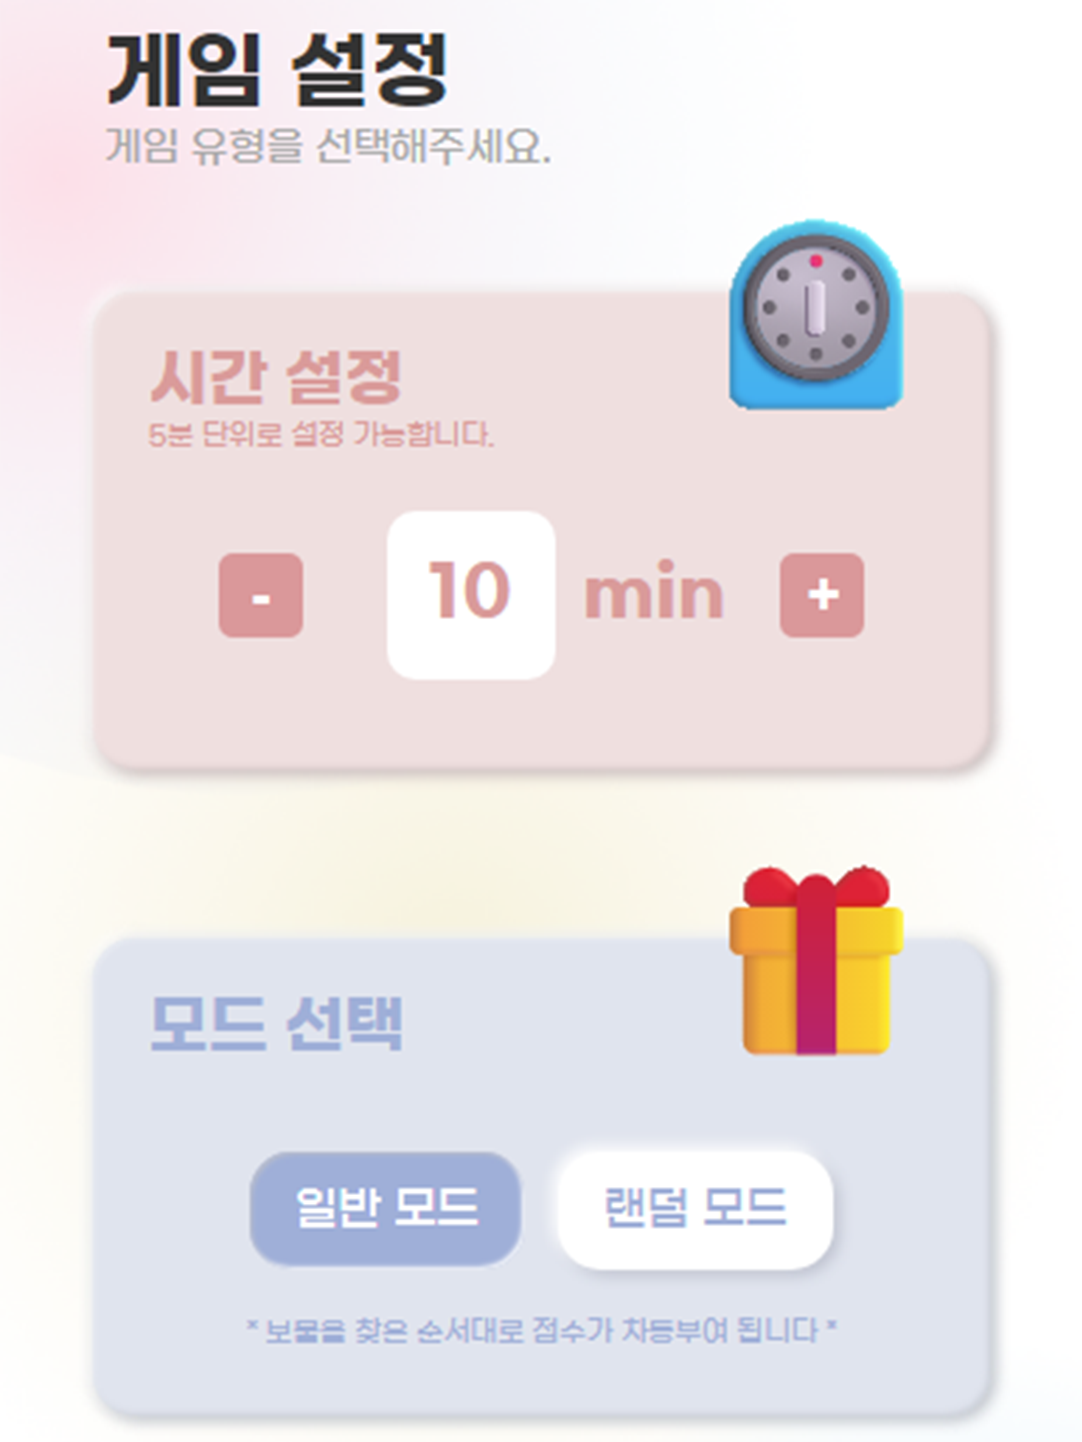 게임 설정
게임 유형을 선택해주세요.
시간 설정
5분 단위로 설정 가능합니다.
- 10 min +
모드 선택
일반 모드 랜덤 모드
* 보물을 찾은 순서대로 점수가 차등부여 됩니다 *